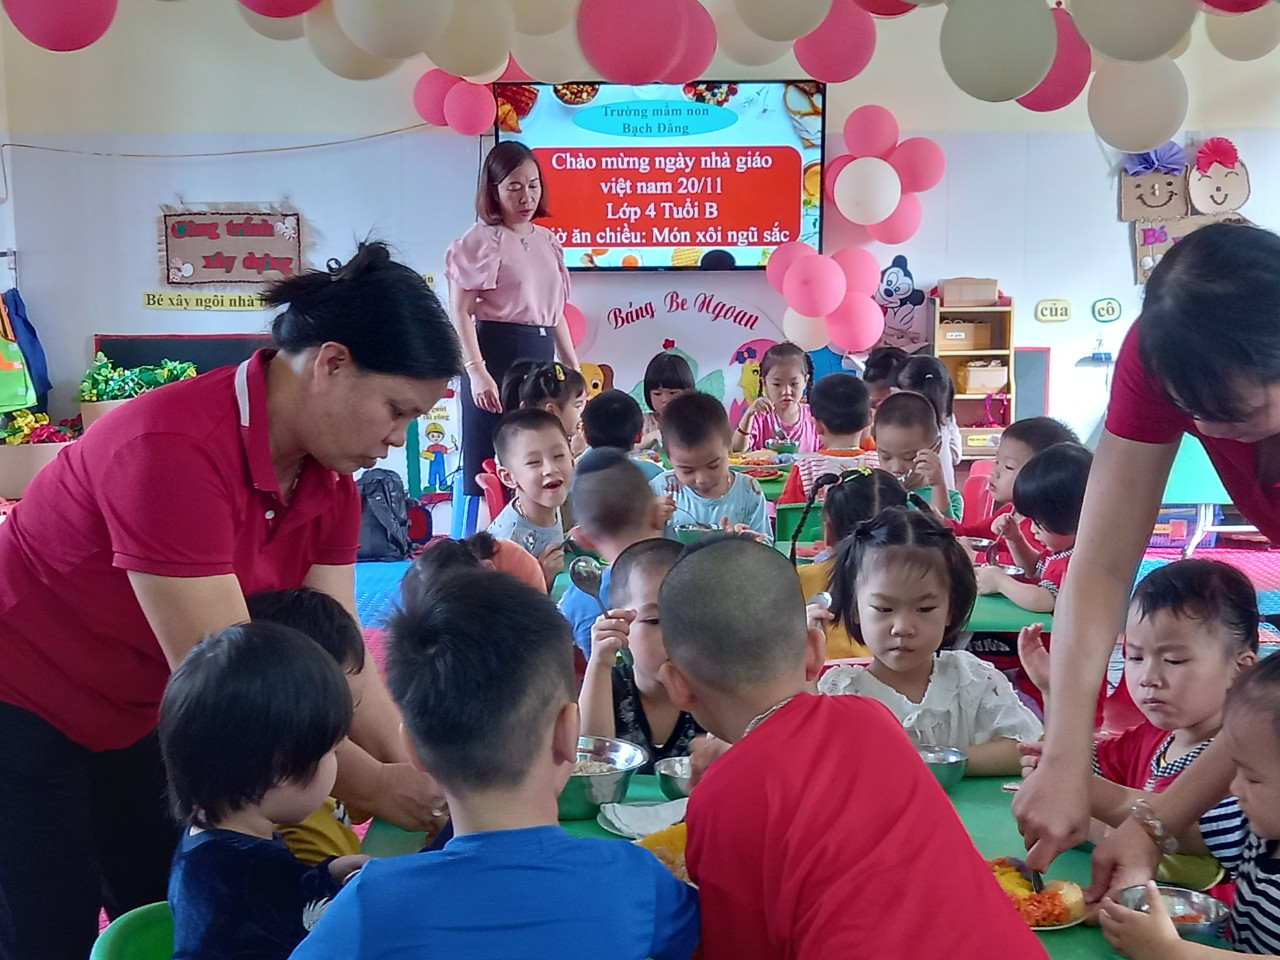 Trường mầm non
Bạch Đằng
Chào mừng ngày nhà giáo
việt nam 20/11
Lớp 4 Tuổi B
ờ ăn chiều: Món xôi ngũ sắc
Công trình
xây dựng
Bé xây ngôi nhà
Bảng Bé Ngoan
của
cô
Bé